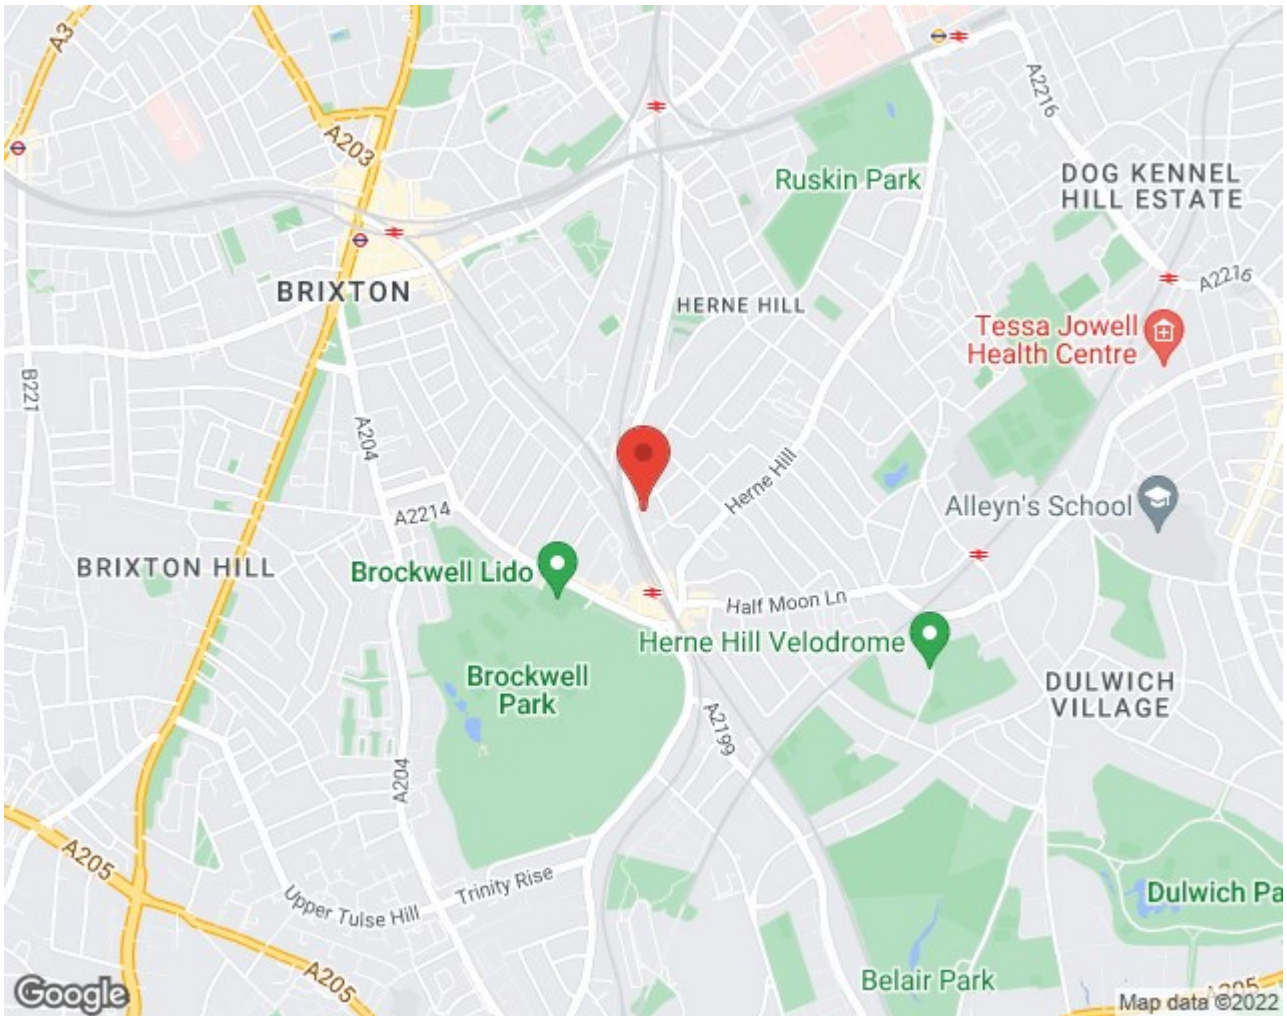 A3
A2216
A203
Ruskin Park
DOG KENNEL
HILL ESTATE
A2216
BRIXTON
HERNE HILL
Tessa Jowell
Health Centre
B221
A204
Herne Hill
A2214
Alleyn's School
BRIXTON HILL
Brockwell Lido
Half Moon Ln
Herne Hill Velodrome
Brockwell
Park
DULWICH
VILLAGE
A2199
A204
A205
Trinity Rise
Upper Tulse Hill
Dulwich Pa
A205
Belair Park
A205
Google
Map data ©2022